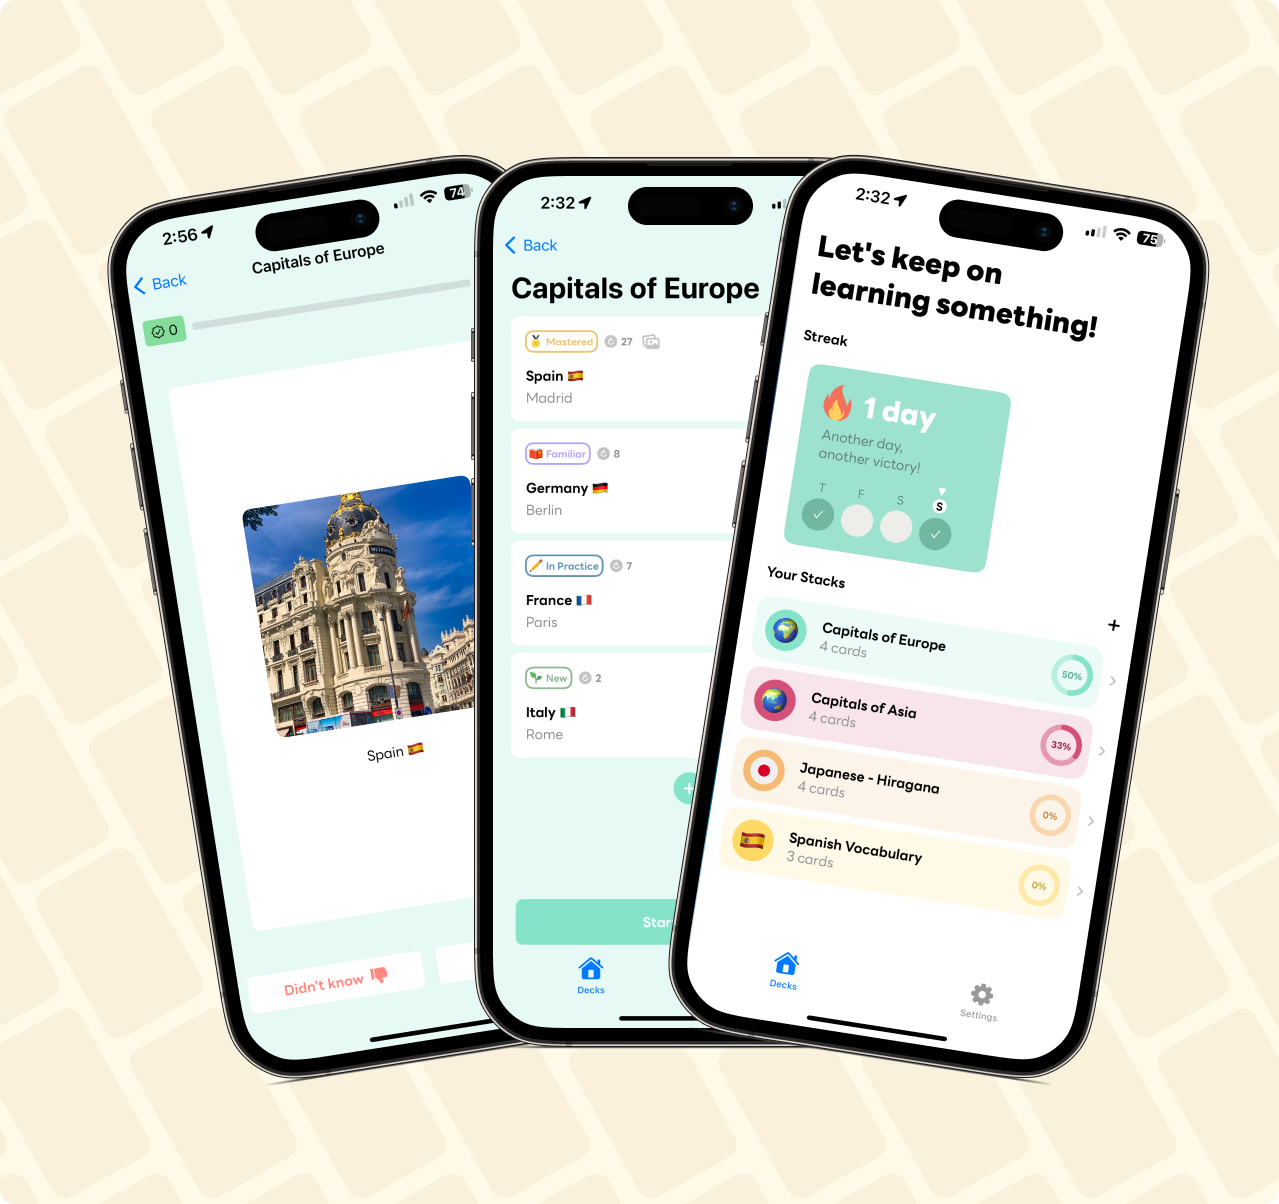 2:56
74
Back
Capitals of Europe
0
METROPOLIS
Spain 🇪🇸
Didn't know
2:32
Back
Capitals of Europe
Mastered 27
Spain 🇪🇸
Madrid
Familiar 8
Germany 🇩🇪
Berlin
In Practice 7
France 🇫🇷
Paris
New 2
Italy 🇮🇹
Rome
+
Decks
2:32
75
Let's keep on
learning something!
Streak
1 day
Another day,
another victory!
T F S S
Your Stacks
+
Capitals of Europe
4 cards
50%
Capitals of Asia
4 cards
33%
Japanese - Hiragana
4 cards
0%
Spanish Vocabulary
3 cards
0%
Decks
Settings